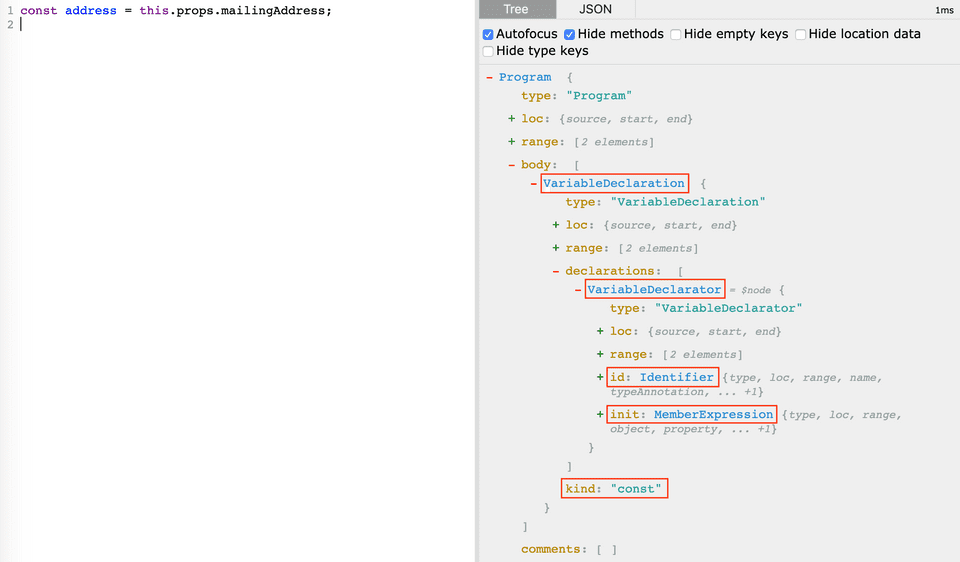 1 const address = this.props.mailingAddress;
2
Tree JSON 1ms
Autofocus Hide methods Hide empty keys Hide location data
Hide type keys
- Program {
type: "Program"
+ loc: {source, start, end}
+ range: [2 elements]
- body: [
- VariableDeclaration {
type: "VariableDeclaration"
+ loc: {source, start, end}
+ range: [2 elements]
- declarations: [
- VariableDeclarator = $node {
type: "VariableDeclarator"
+ loc: {source, start, end}
+ range: [2 elements]
+ id: Identifier {type, loc, range, name,
typeAnnotation, ... +1}
+ init: MemberExpression {type, loc, range,
object, property, ... +1}
}
]
kind: "const"
}
]
comments: [ ]